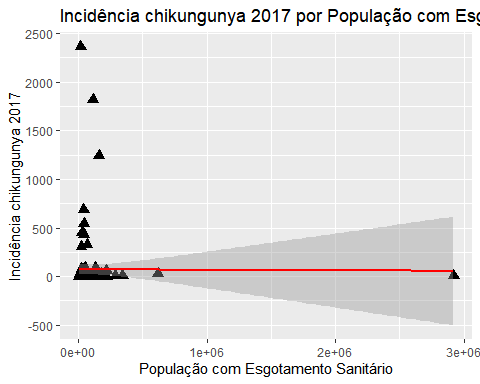 Incidência chikungunya 2017 por População com Esg
Incidência chikungunya 2017
2500
2000
1500
1000
500
0
-500
0e+00 1e+06 2e+06 3e+06
População com Esgotamento Sanitário